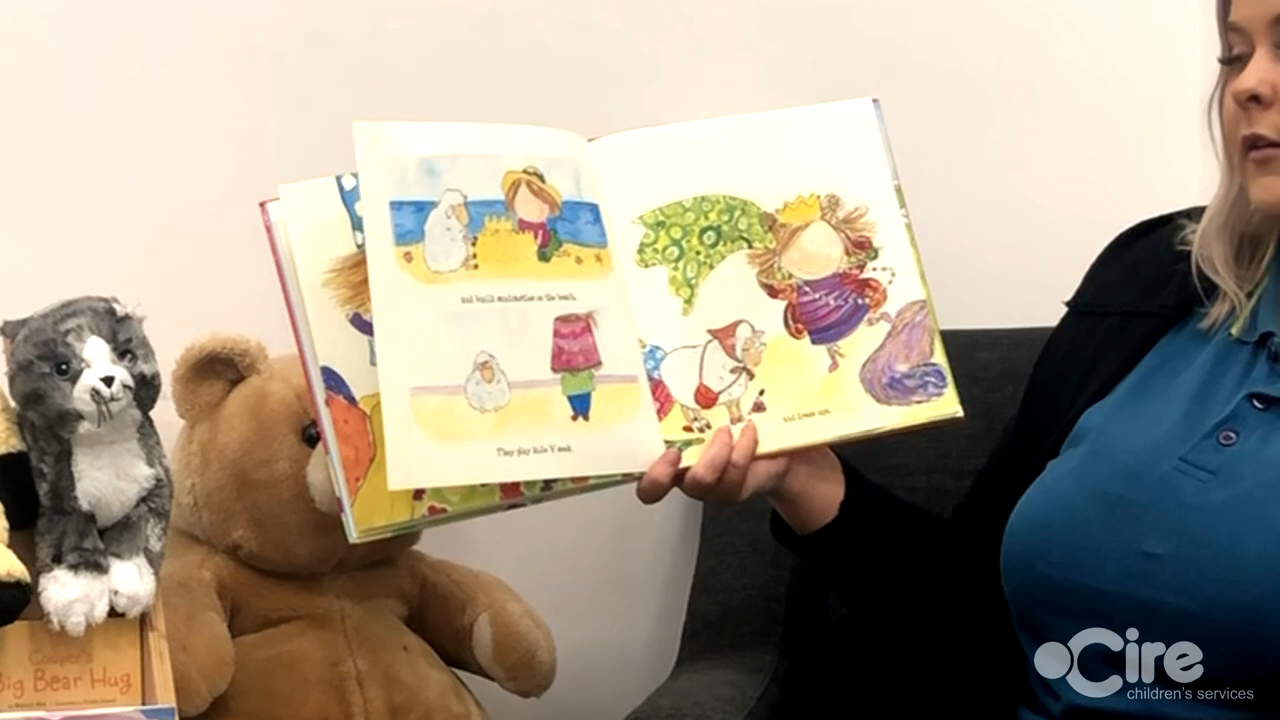 And build sandcastles on the beach.
They play hide 'n' seek
And dress ups.
Cooper's
Big Bear Hug
Cire
children's services